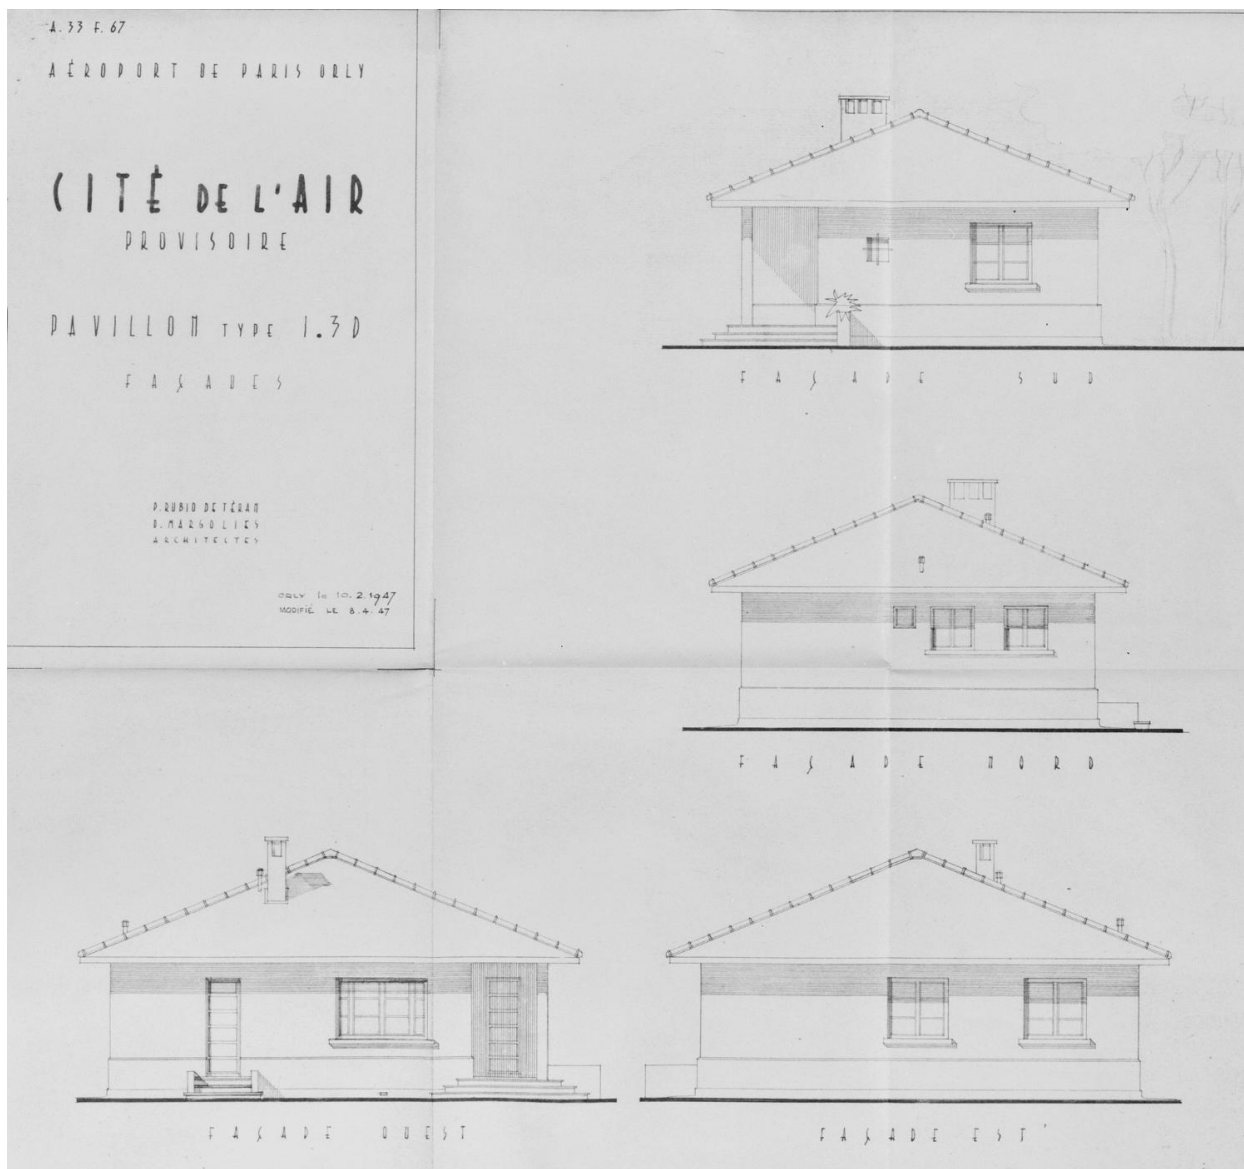 A.33 F.67
AÉROPORT DE PARIS ORLY
CITÉ DE L'AIR
PROVISOIRE
PAVILLON TYPE 1.3D
FAÇADES
P. RUBIO DE TÉRAN
D. MARGOLIES
ARCHITECTES
ORLY le 10.2.1947
MODIFIÉ LE 8.4.47
FAÇADE SUD
FAÇADE NORD
FAÇADE OUEST
FAÇADE EST